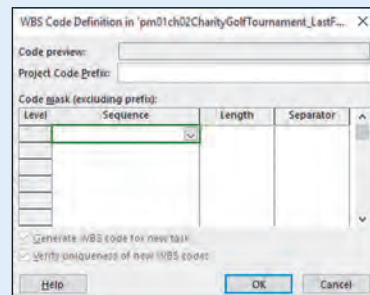 WBS Code Definition in 'pm01ch02CharityGolfTournament_LastF...
Code preview:
Project Code Prefix:
Code mask (excluding prefix):
Level Sequence Length Separator
Generate WBS code for new task
Verify uniqueness of new WBS codes
Help OK Cancel